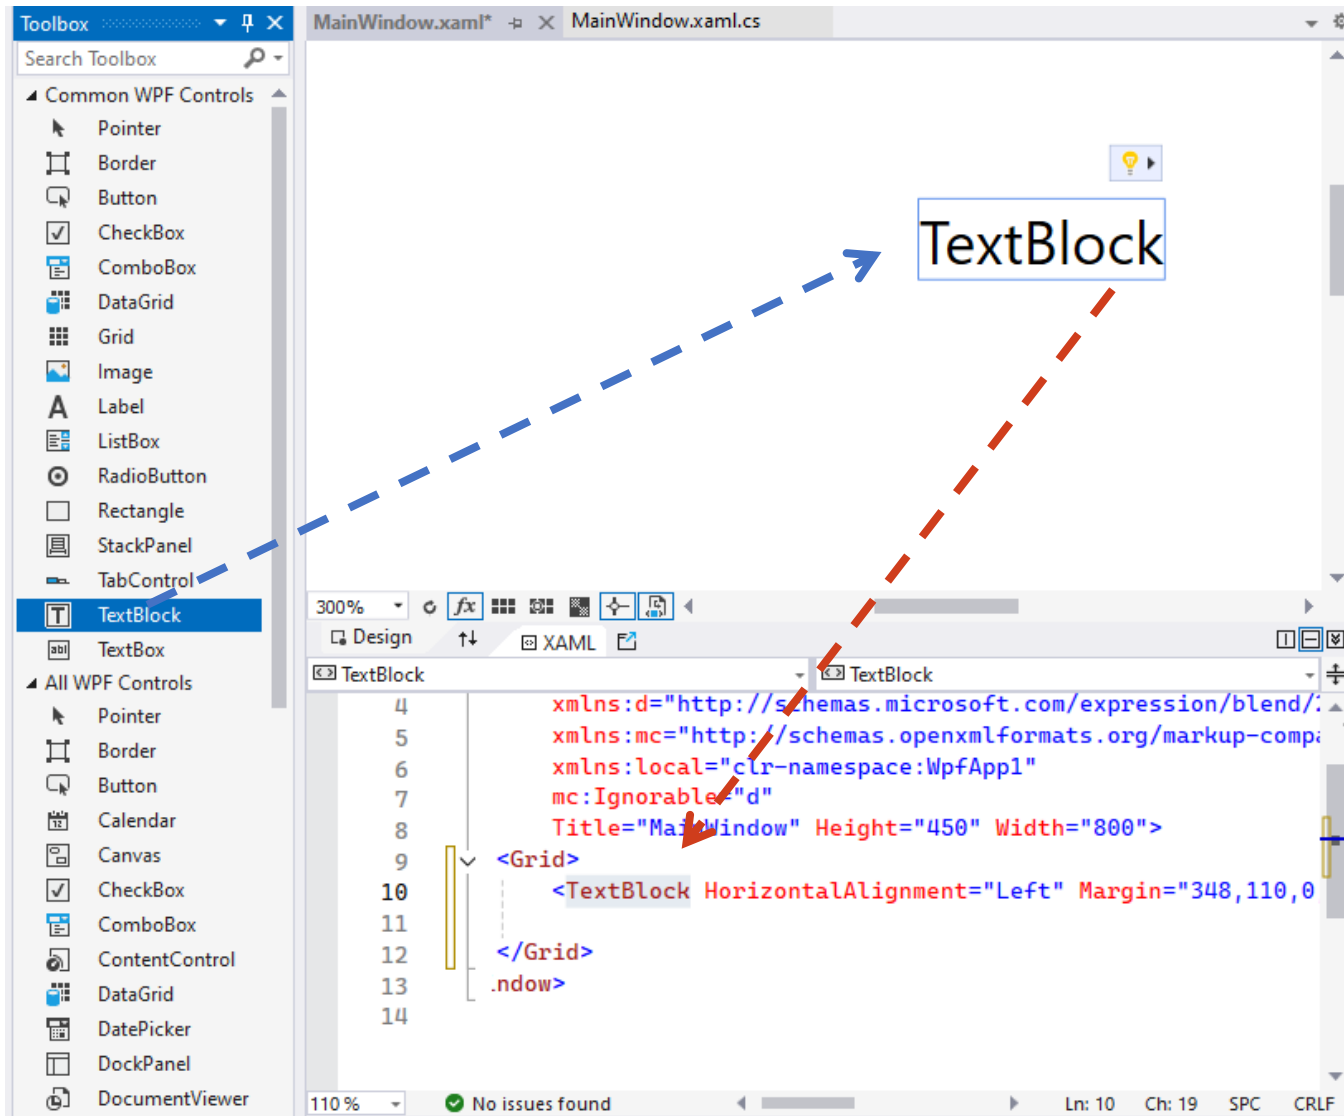 Toolbox
Search Toolbox
Common WPF Controls
Pointer
Border
Button
CheckBox
ComboBox
DataGrid
Grid
Image
Label
ListBox
RadioButton
Rectangle
StackPanel
TabControl
TextBlock
TextBox
All WPF Controls
Pointer
Border
Button
Calendar
Canvas
CheckBox
ComboBox
ContentControl
DataGrid
DatePicker
DockPanel
DocumentViewer
MainWindow.xaml* MainWindow.xaml.cs
TextBlock
300% fx
Design XAML
TextBlock TextBlock
4 xmlns:d="http://schemas.microsoft.com/expression/blend/
5 xmlns:mc="http://schemas.openxmlformats.org/markup-compa
6 xmlns:local="clr-namespace:WpfApp1"
7 mc:Ignorable="d"
8 Title="MainWindow" Height="450" Width="800">
9 <Grid>
10 <TextBlock HorizontalAlignment="Left" Margin="348,110,0
11
12 </Grid>
13 .ndow>
14
110 % No issues found Ln: 10 Ch: 19 SPC CRLF